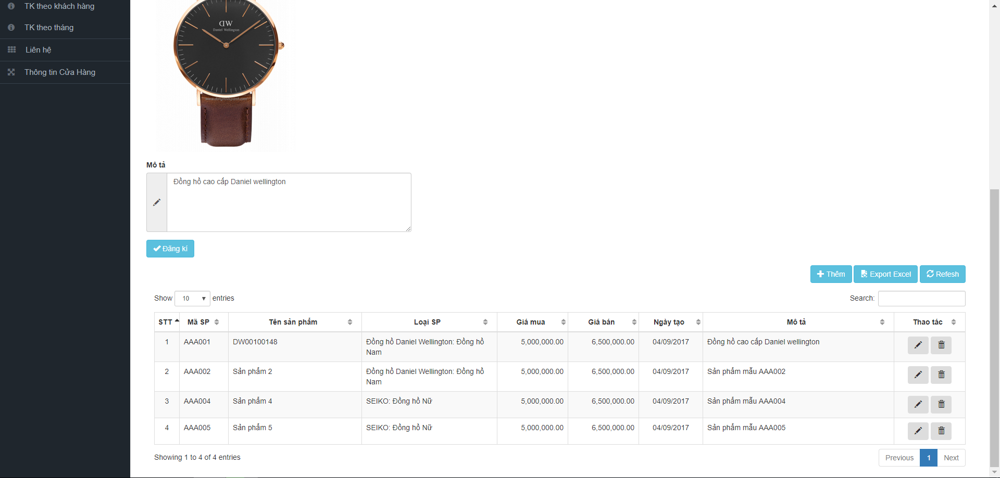 TK theo khách hàng
TK theo tháng
Liên hệ
Thông tin Cửa Hàng
DW
Daniel Wellington
Mô tả
Đồng hồ cao cấp Daniel wellington
Đăng kí
Thêm Export Excel Refesh
Show 10 entries Search:
STT Mã SP Tên sản phẩm Loại SP Giá mua Giá bán Ngày tạo Mô tả Thao tác
1 AAA001 DW00100148 Đồng hồ Daniel Wellington: Đồng hồ 5,000,000.00 6,500,000.00 04/09/2017 Đồng hồ cao cấp Daniel wellington
Nam
2 AAA002 Sản phẩm 2 Đồng hồ Daniel Wellington: Đồng hồ 5,000,000.00 6,500,000.00 04/09/2017 Sản phẩm mẫu AAA002
Nam
3 AAA004 Sản phẩm 4 SEIKO: Đồng hồ Nữ 5,000,000.00 6,500,000.00 04/09/2017 Sản phẩm mẫu AAA004
4 AAA005 Sản phẩm 5 SEIKO: Đồng hồ Nữ 5,000,000.00 6,500,000.00 04/09/2017 Sản phẩm mẫu AAA005
Showing 1 to 4 of 4 entries Previous 1 Next